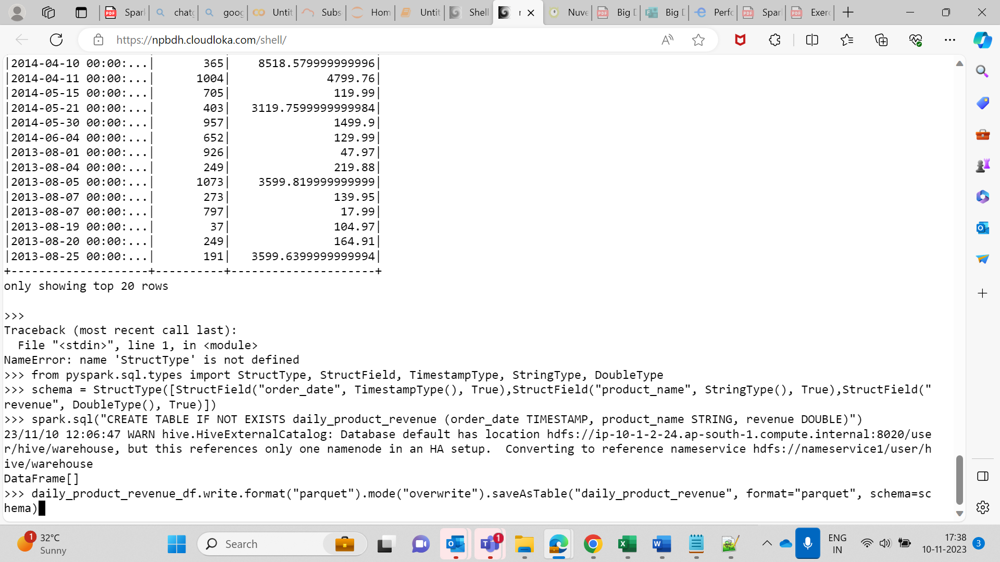 Spar
chatg
goog
Untit
Subs
Hom
Untit
Shell
Nuve
Big D
Big D
Perfo
Spar
Exerc
https://npbdh.cloudloka.com/shell/
|2014-04-10 00:00:...|       365|    8518.579999999996|
|2014-04-11 00:00:...|      1004|              4799.76|
|2014-05-15 00:00:...|       705|               119.99|
|2014-05-21 00:00:...|       403|   3119.7599999999984|
|2014-05-30 00:00:...|       957|               1499.9|
|2014-06-04 00:00:...|       652|               129.99|
|2013-08-01 00:00:...|       926|                47.97|
|2013-08-04 00:00:...|       249|               219.88|
|2013-08-05 00:00:...|      1073|    3599.819999999999|
|2013-08-07 00:00:...|       273|               139.95|
|2013-08-07 00:00:...|       797|                17.99|
|2013-08-19 00:00:...|        37|               104.97|
|2013-08-20 00:00:...|       249|               164.91|
|2013-08-25 00:00:...|       191|   3599.6399999999994|
+--------------------+----------+---------------------+
only showing top 20 rows
>>>
Traceback (most recent call last):
  File "<stdin>", line 1, in <module>
NameError: name 'StructType' is not defined
>>> from pyspark.sql.types import StructType, StructField, TimestampType, StringType, DoubleType
>>> schema = StructType([StructField("order_date", TimestampType(), True),StructField("product_name", StringType(), True),StructField("
revenue", DoubleType(), True)])
>>> spark.sql("CREATE TABLE IF NOT EXISTS daily_product_revenue (order_date TIMESTAMP, product_name STRING, revenue DOUBLE)")
23/11/10 12:06:47 WARN hive.HiveExternalCatalog: Database default has location hdfs://ip-10-1-2-24.ap-south-1.compute.internal:8020/use
r/hive/warehouse, but this references only one namenode in an HA setup.  Converting to reference nameservice hdfs://nameservice1/user/h
ive/warehouse
DataFrame[]
>>> daily_product_revenue_df.write.format("parquet").mode("overwrite").saveAsTable("daily_product_revenue", format="parquet", schema=sc
hema)
1
32°C
Sunny
Search
1
ENG
IN
17:38
10-11-2023
3